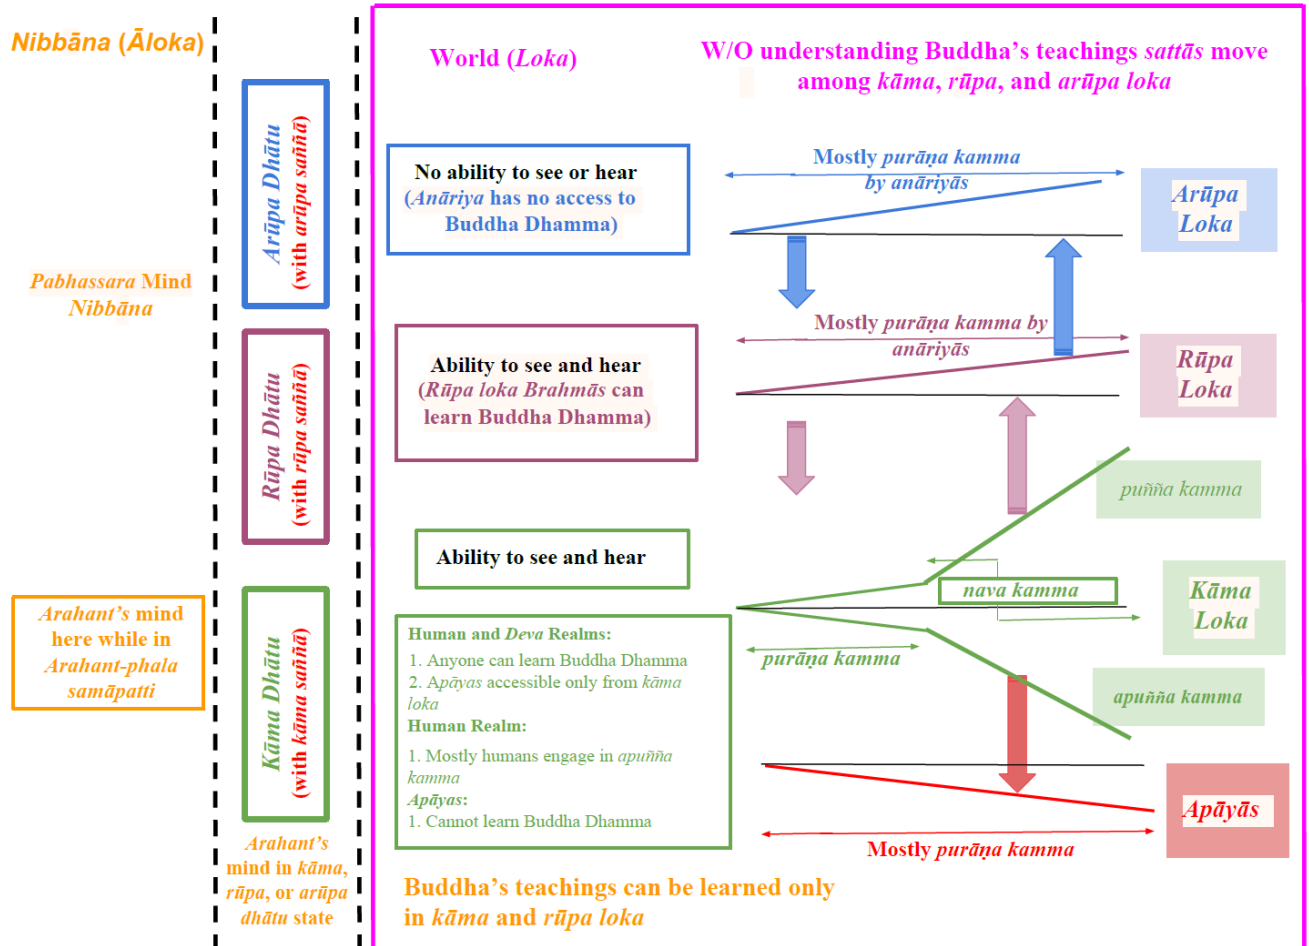 Nibbāna (Āloka)
Pabhassara Mind
Nibbāna
Arahant's mind
here while in
Arahant-phala
samāpatti
Arūpa Dhātu
(with arūpa saññā)
Rūpa Dhātu
(with rūpa saññā)
Kāma Dhātu
(with kāma saññā)
Arahant's
mind in kāma,
rūpa, or arūpa
dhātu state
World (Loka)
W/O understanding Buddha's teachings sattās move
among kāma, rūpa, and arūpa loka
No ability to see or hear
(Anāriya has no access to
Buddha Dhamma)
Mostly purāṇa kamma
by anāriyās
Arūpa
Loka
Ability to see and hear
(Rūpa loka Brahmās can
learn Buddha Dhamma)
Mostly purāṇa kamma by
anāriyās
Rūpa
Loka
Ability to see and hear
Human and Deva Realms:
1. Anyone can learn Buddha Dhamma
2. Apāyas accessible only from kāma
loka
Human Realm:
1. Mostly humans engage in apuñña
kamma
Apāyas:
1. Cannot learn Buddha Dhamma
puñña kamma
nava kamma
purāṇa kamma
Kāma
Loka
apuñña kamma
Apāyās
Mostly purāṇa kamma
Buddha's teachings can be learned only
in kāma and rūpa loka